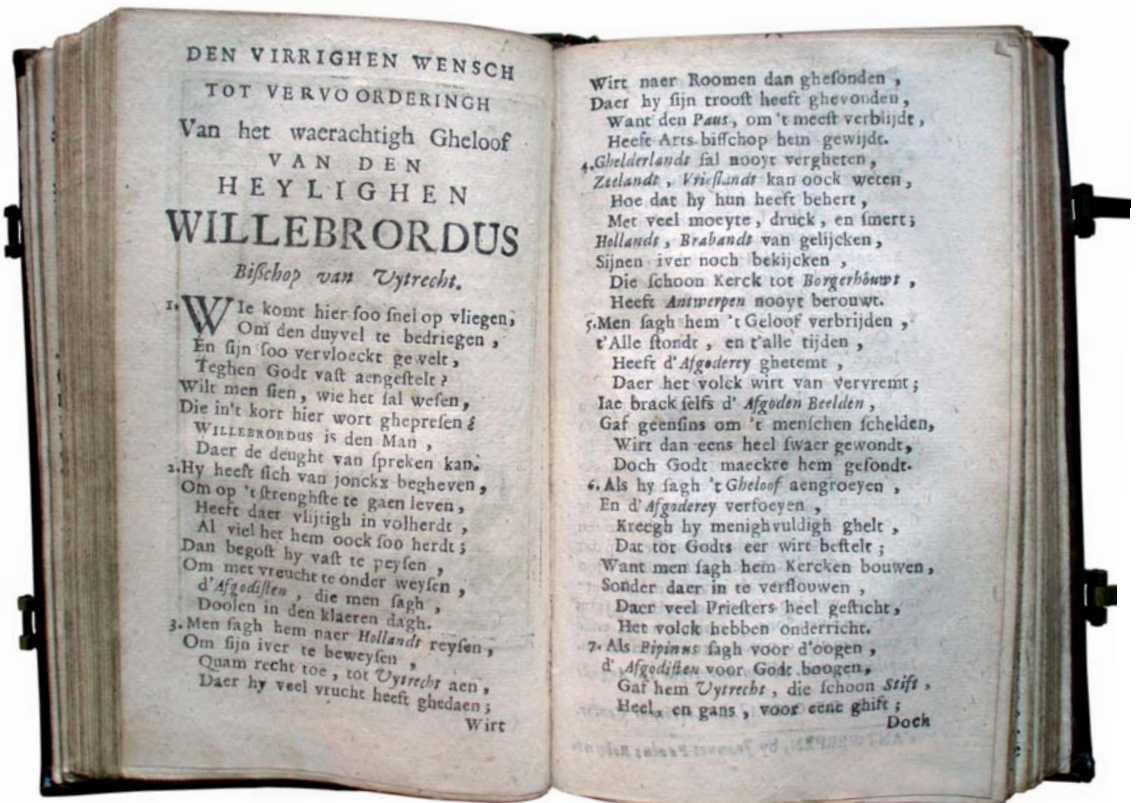 DEN VIRRIGHEN WENSCH
TOT VERVOORDERINGH
Van het waerachtigh Gheloof
VAN DEN
HEYLIGHEN
WILLEBRORDUS
Bißchop van Uytrecht.
1. WIe komt hier ſoo ſnel op vliegen,
Om den duyvel te bedriegen,
En ſijn ſoo vervloeckt gewelt,
Teghen Godt vaſt aengeſtelt?
Wilt men ſien, wie het ſal weſen,
Die in't kort hier wort ghepreſen?
WILLEBRORDUS is den Man,
Daer de deught van ſpreken kan.
2. Hy heeft ſich van jonckx begheven,
Om op 't ſtrenghſte te gaen leven,
Heeft daer vlijtigh in volherdt,
Al viel het hem oock ſoo herdt;
Dan begoſt hy vaſt te peyſen,
Om met vreucht te onder weyſen,
d'Afgodiſten, die men ſagh,
Doolen in den klaeren dagh.
3. Men ſagh hem naer Hollandt reyſen,
Om ſijn iver te beweyſen,
Quam recht toe, tot Uytrecht aen,
Daer hy veel vrucht heeft ghedaen;
Wirt
Wirt naer Roomen dan gheſonden,
Daer hy ſijn trooſt heeft ghevonden,
Want den Paus, om 't meeſt verblijdt,
Heeft Arts-biſſchop hem gewijdt.
4. Ghelderlandt ſal nooyt vergheten,
Zeelandt, Vrieſlandt kan oock weten,
Hoe dat hy hun heeft behert,
Met veel moeyte, druck, en ſmert;
Hollandt, Brabandt van gelijcken,
Sijnen iver noch bekijcken,
Die ſchoon Kerck tot Borgerhouwt,
Heeft Antwerpen nooyt berouwt.
5. Men ſagh hem 't Geloof verbrijden,
t'Alle ſtondt, en t'alle tijden,
Heeft d'Afgoderey ghetemt,
Daer het volck wirt van vervremt;
Iae brack ſelfs d'Afgoden Beelden,
Gaf geenſins om 't menſchen ſchelden,
Wirt dan eens heel ſwaer gewondt,
Doch Godt maeckte hem geſondt.
6. Als hy ſagh 't Gheloof aengroeyen,
En d'Afgoderey verfoeyen,
Kreegh hy menighvuldigh ghelt,
Dat tot Godts eer wirt beſtelt;
Want men ſagh hem Kercken bouwen,
Sonder daer in te verflouwen,
Daer veel Prieſters heel geſticht,
Het volck hebben onderricht.
7. Als Pipinus ſagh voor d'oogen,
d'Afgodiſten voor Godt boogen,
Gaf hem Uytrecht, die ſchoon Stift,
Heel, en gans, voor eene ghift;
Doch